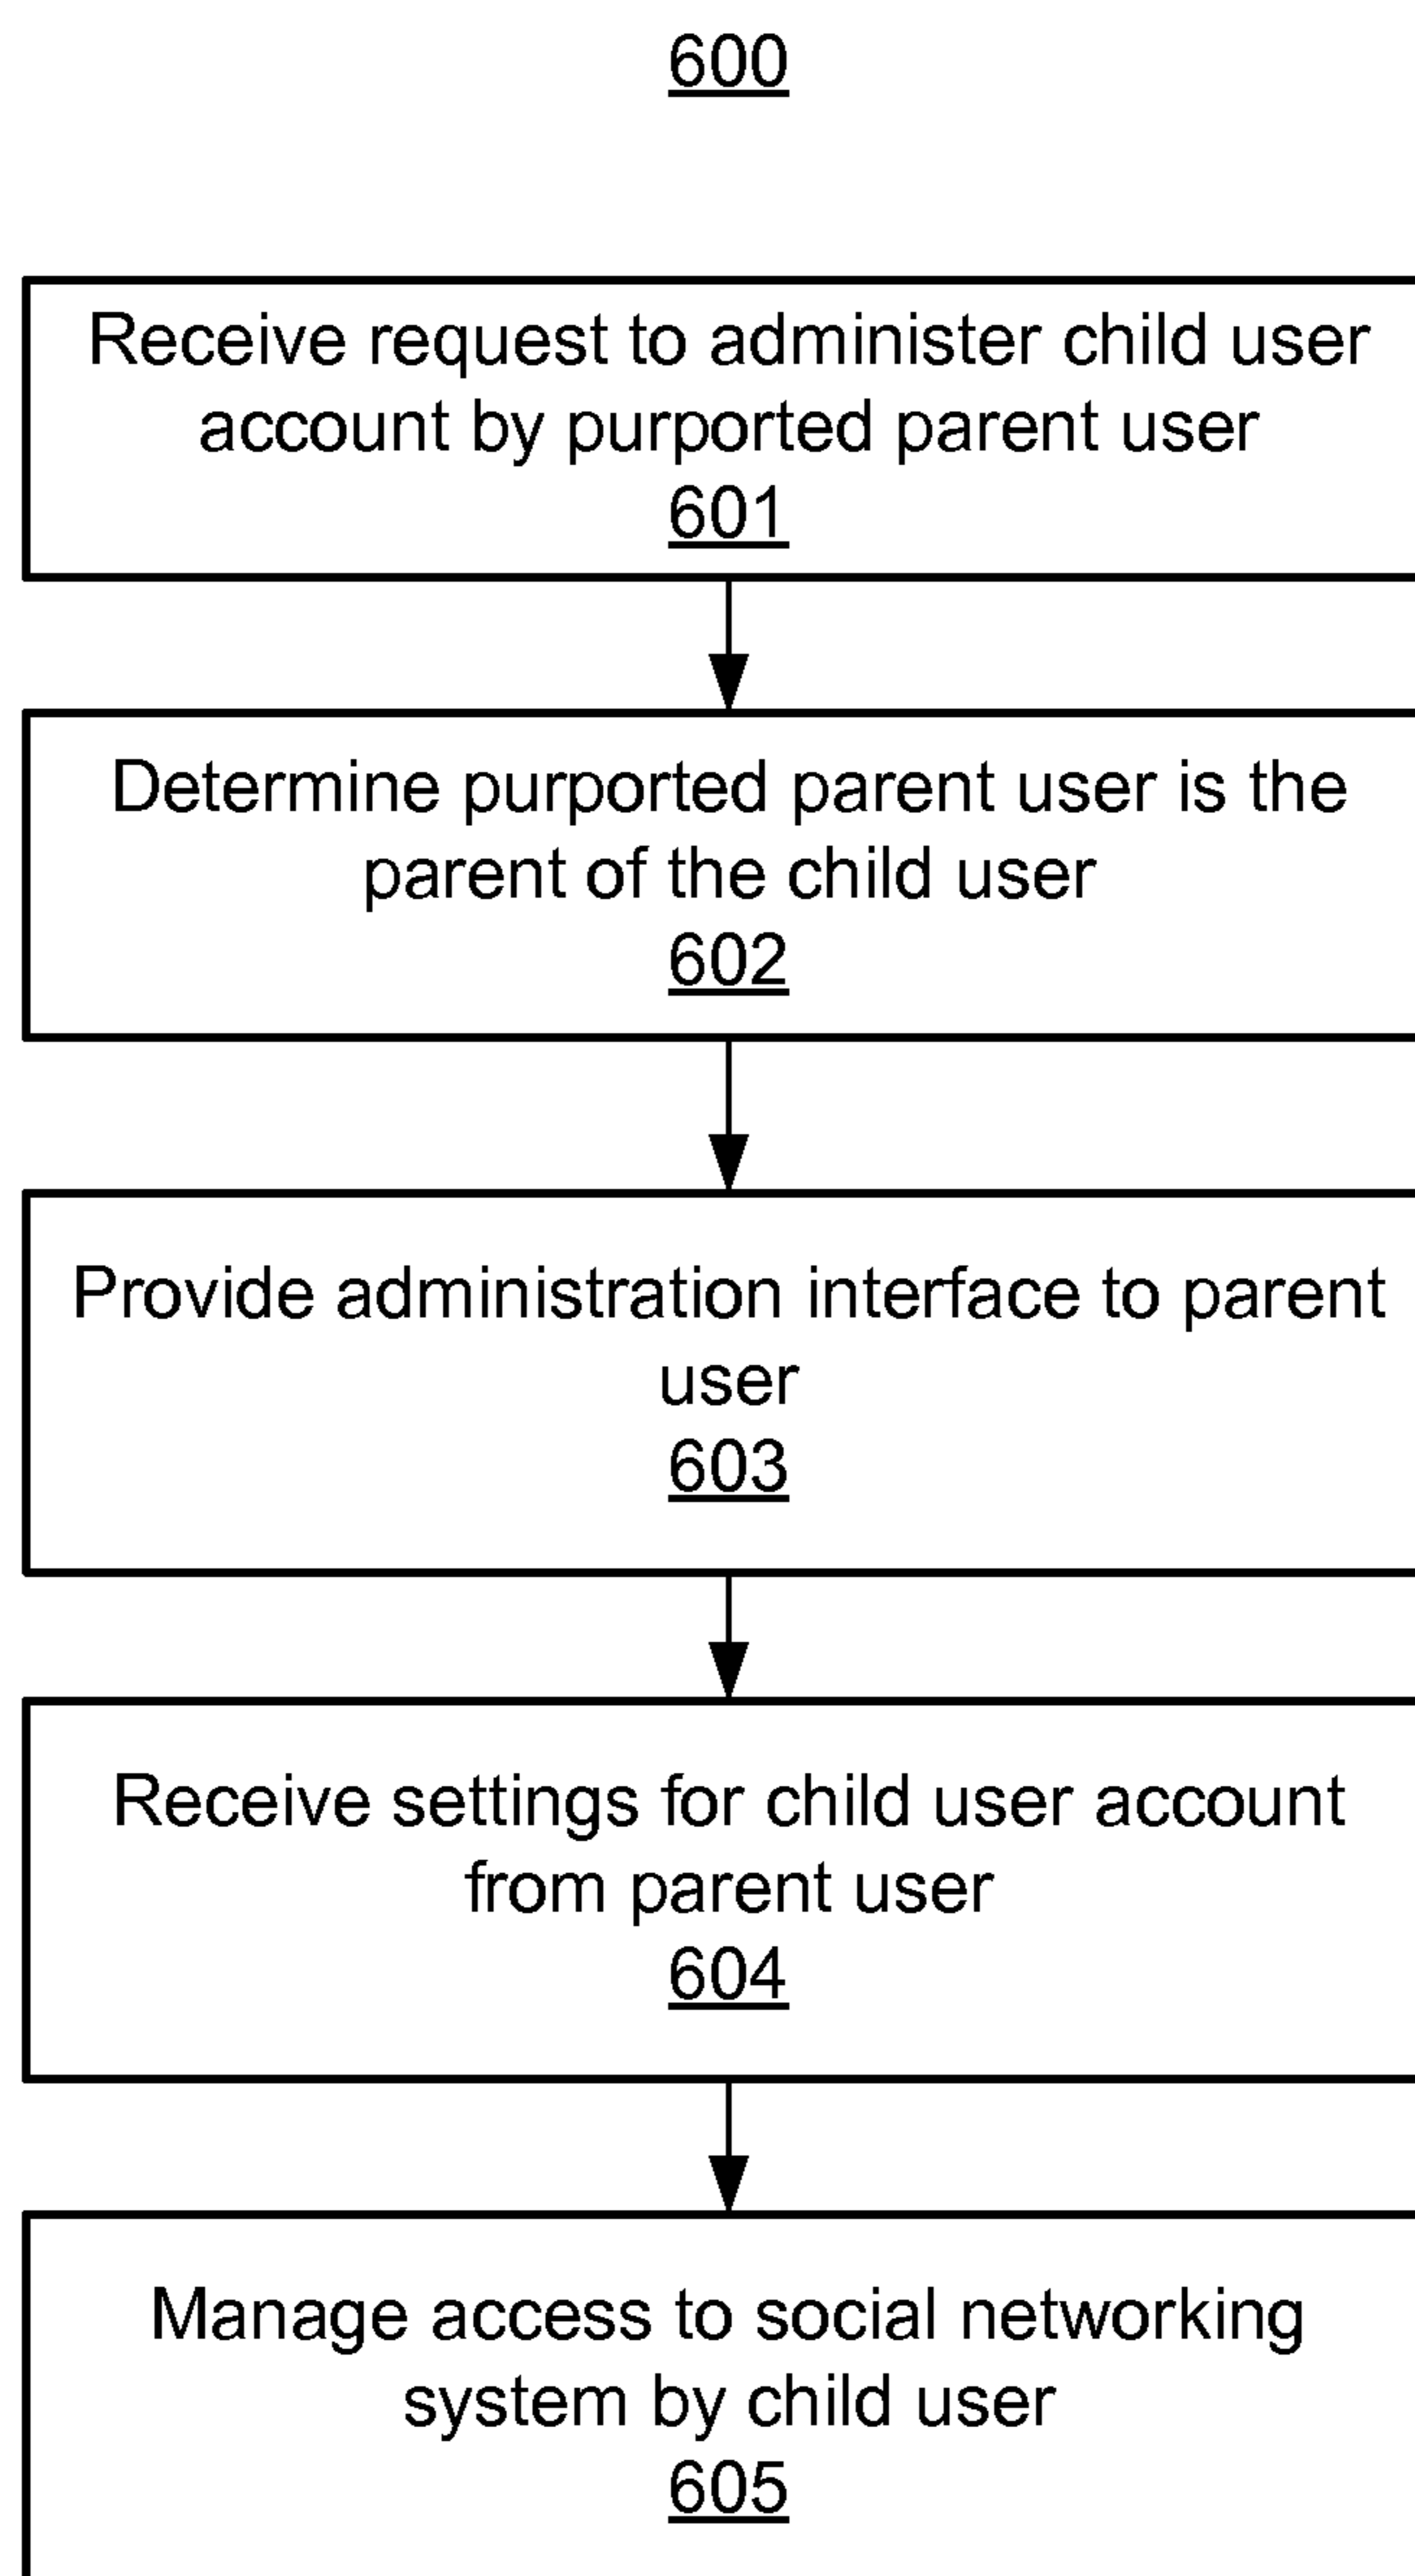 600
Receive request to administer child user
account by purported parent user
601
Determine purported parent user is the
parent of the child user
602
Provide administration interface to parent
user
603
Receive settings for child user account
from parent user
604
Manage access to social networking
system by child user
605